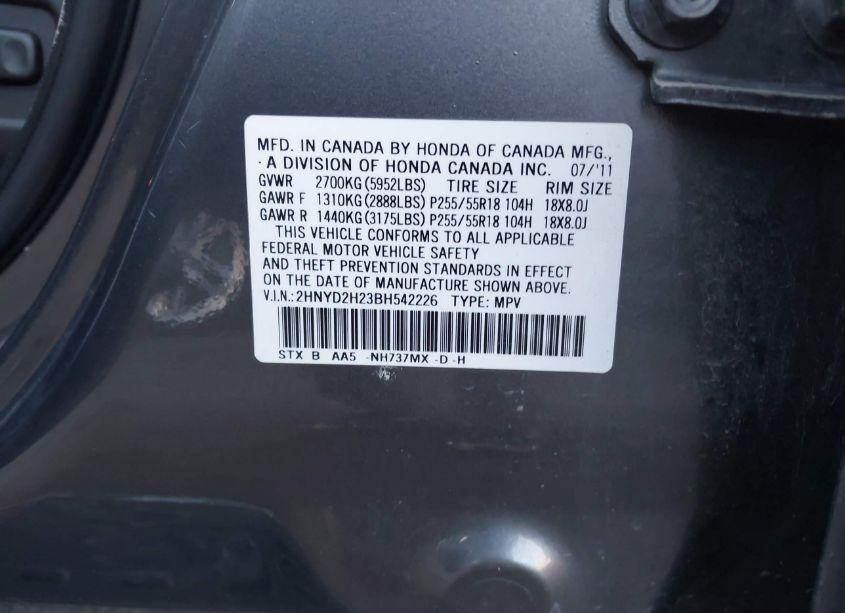 MFD. IN CANADA BY HONDA OF CANADA MFG.,
A DIVISION OF HONDA CANADA INC. 07/'11
GVWR 2700KG(5952LBS) TIRE SIZE RIM SIZE
GAWR F 1310KG(2888LBS) P255/55R18 104H 18X8.0J
GAWR R 1440KG(3175LBS) P255/55R18 104H 18X8.0J
THIS VEHICLE CONFORMS TO ALL APPLICABLE
FEDERAL MOTOR VEHICLE SAFETY
AND THEFT PREVENTION STANDARDS IN EFFECT
ON THE DATE OF MANUFACTURE SHOWN ABOVE.
V.I.N.:2HNYD2H23BH542226 TYPE: MPV
STX B AA5 -NH737MX -D -H